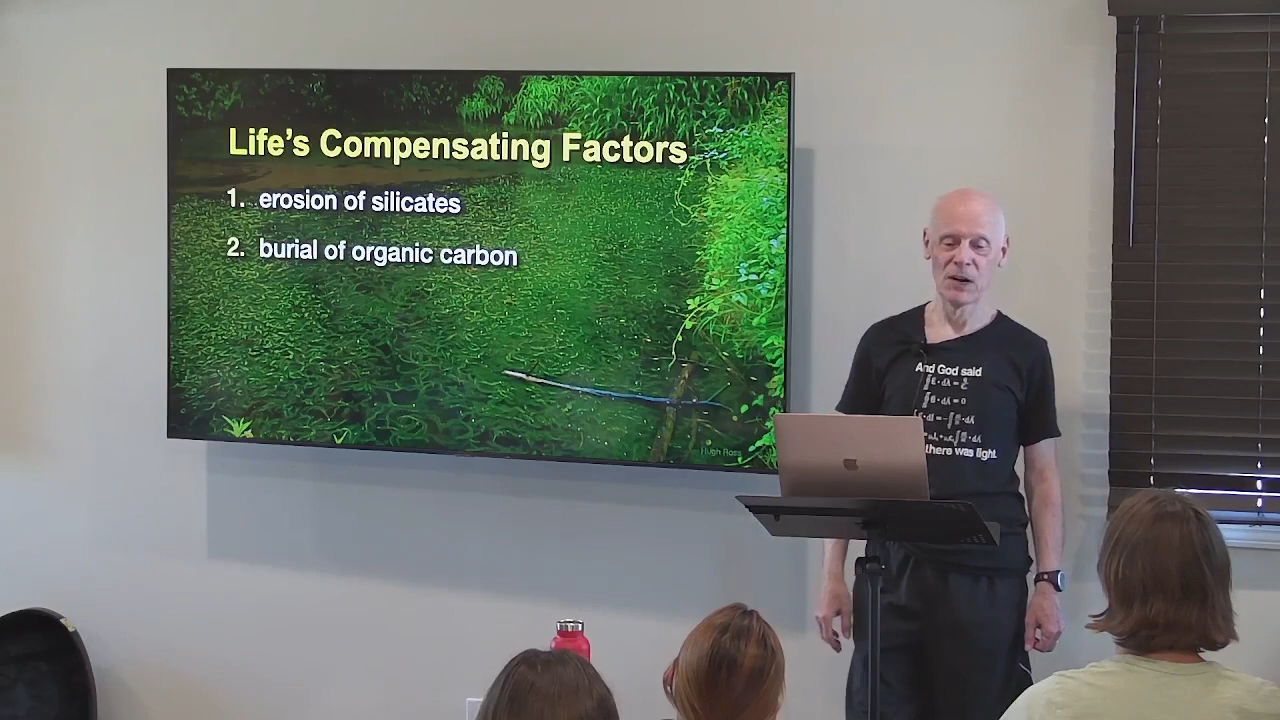 Life's Compensating Factors
1. erosion of silicates
2. burial of organic carbon
Hugh Ross
And God said
there was light.